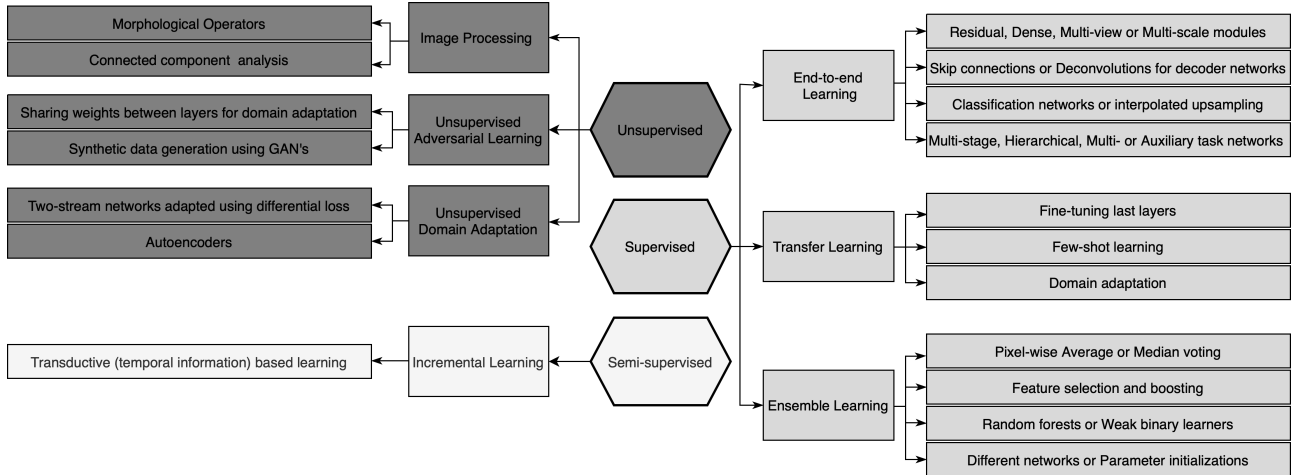 Morphological Operators
Connected component analysis
Image Processing
Sharing weights between layers for domain adaptation
Synthetic data generation using GAN's
Unsupervised
Adversarial Learning
Two-stream networks adapted using differential loss
Autoencoders
Unsupervised
Domain Adaptation
Unsupervised
Supervised
Semi-supervised
Incremental Learning
Transductive (temporal information) based learning
End-to-end
Learning
Residual, Dense, Multi-view or Multi-scale modules
Skip connections or Deconvolutions for decoder networks
Classification networks or interpolated upsampling
Multi-stage, Hierarchical, Multi- or Auxiliary task networks
Transfer Learning
Fine-tuning last layers
Few-shot learning
Domain adaptation
Ensemble Learning
Pixel-wise Average or Median voting
Feature selection and boosting
Random forests or Weak binary learners
Different networks or Parameter initializations